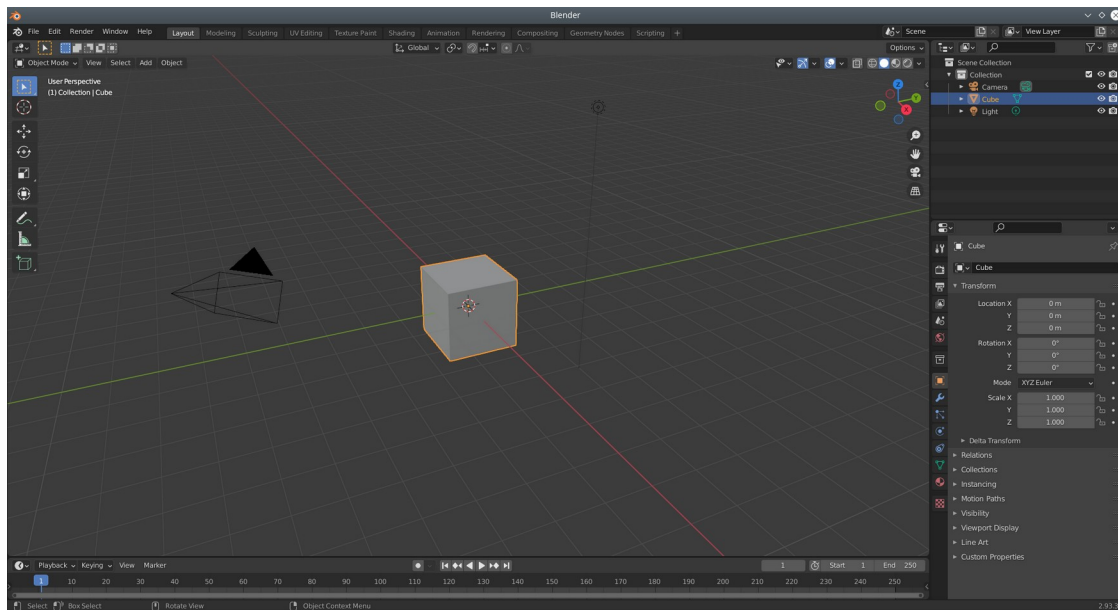 Blender
File Edit Render Window Help Layout Modeling Sculpting UV Editing Texture Paint Shading Animation Rendering Compositing Geometry Nodes Scripting + Scene View Layer
Global Options
Object Mode View Select Add Object
User Perspective
(1) Collection | Cube
Z
Y
X
Scene Collection
Collection
Camera
Cube
Light
Cube
Cube
Transform
Location X 0 m
Y 0 m
Z 0 m
Rotation X 0°
Y 0°
Z 0°
Mode XYZ Euler
Scale X 1.000
Y 1.000
Z 1.000
Delta Transform
Relations
Collections
Instancing
Motion Paths
Visibility
Viewport Display
Line Art
Custom Properties
Playback Keying View Marker 1 Start 1 End 250
1 10 20 30 40 50 60 70 80 90 100 110 120 130 140 150 160 170 180 190 200 210 220 230 240 250
Select Box Select Rotate View Object Context Menu